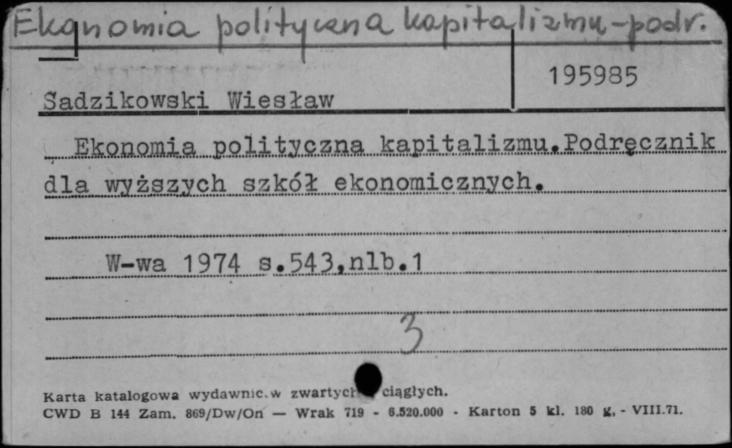 Ekonomia polityczna kapitalizmu-podr.
195985
Sadzikowski Wiesław
Ekonomia polityczna kapitalizmu.Podręcznik
dla wyższych szkół ekonomicznych.
W-wa 1974 s.543,nlb.1
3
Karta katalogowa wydawnic.w zwartych ciągłych.
CWD B 144 Zam. 869/Dw/On — Wrak 719 - 6.520.000 - Karton 5 kl. 180 g. - VIII.71.